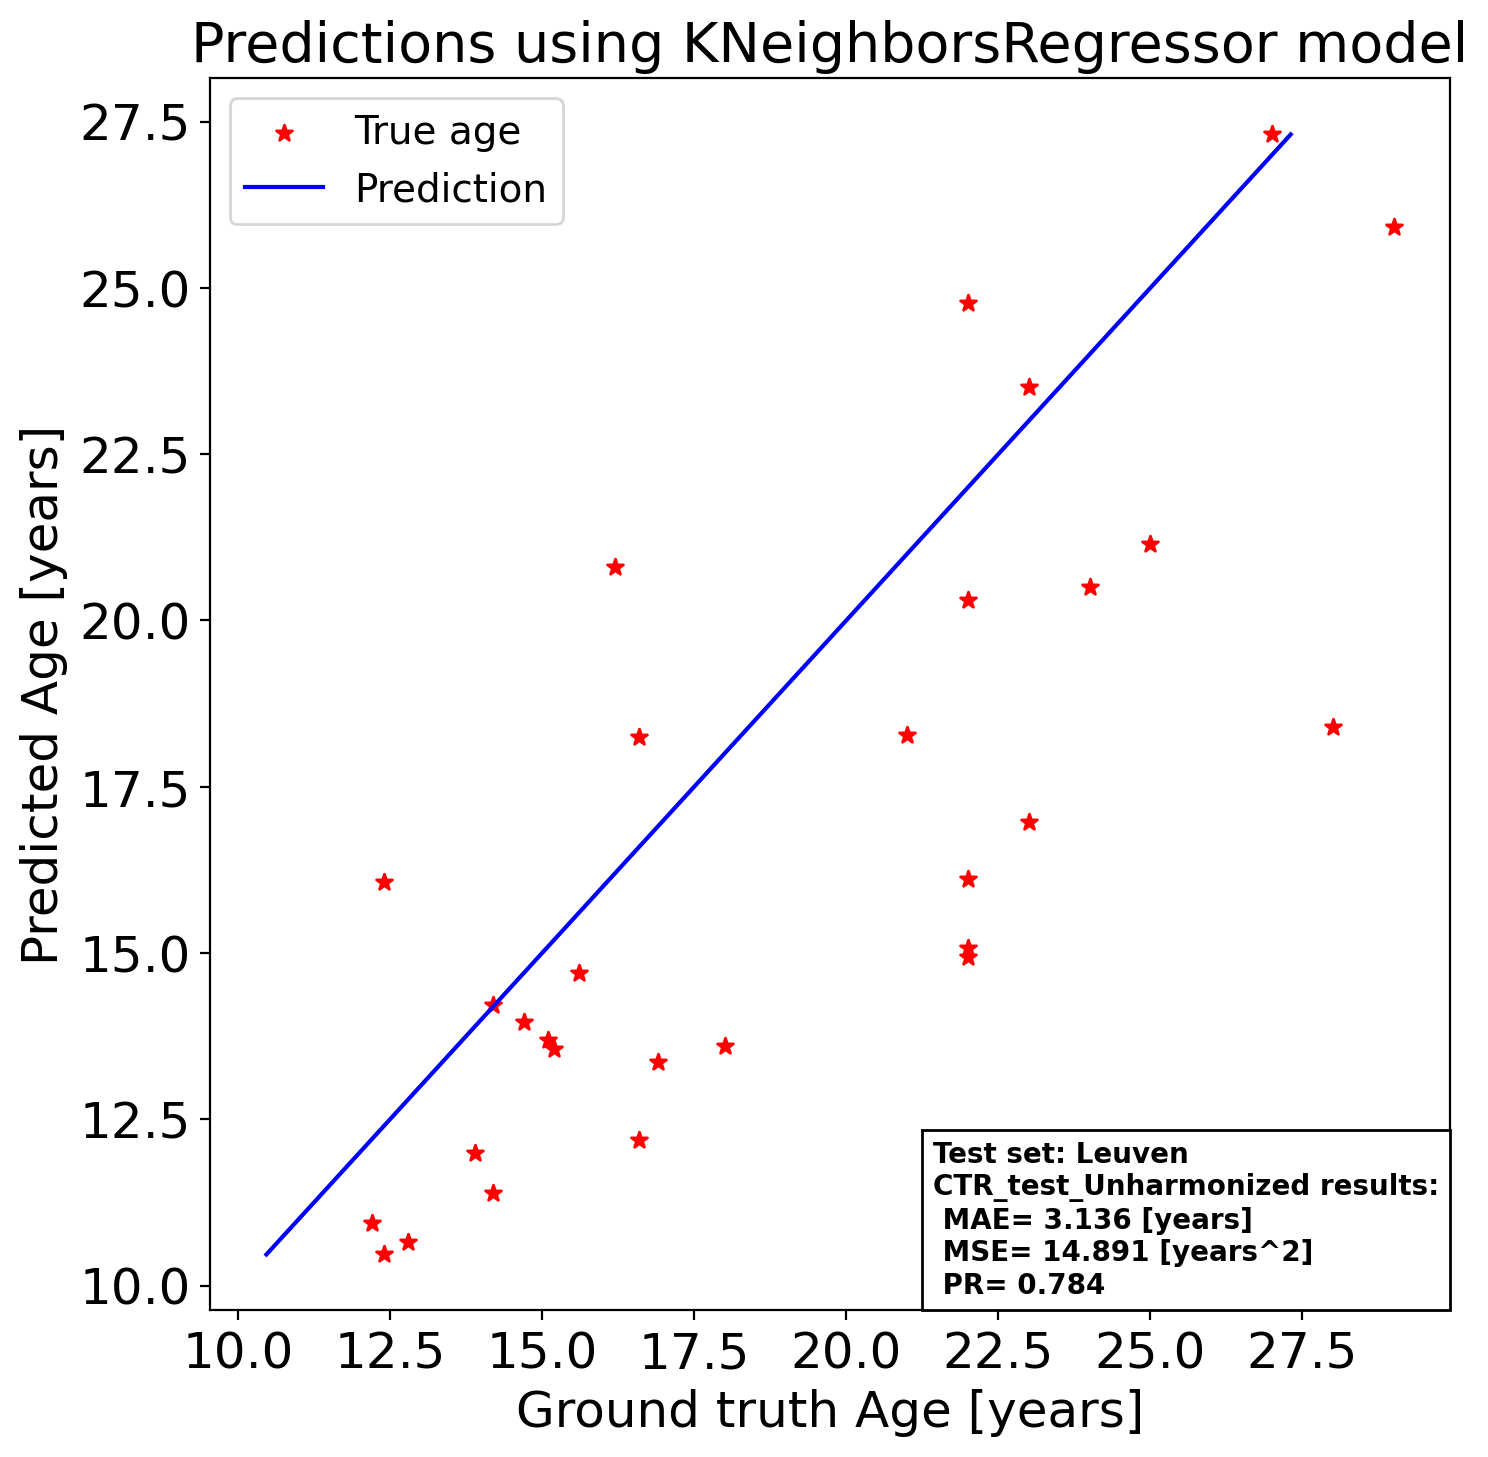 Predictions using KNeighborsRegressor model
True age
Prediction
27.5
25.0
22.5
20.0
17.5
15.0
12.5
10.0
Predicted Age [years]
Test set: Leuven
CTR_test_Unharmonized results:
MAE= 3.136 [years]
MSE= 14.891 [years^2]
PR= 0.784
10.0 12.5 15.0 17.5 20.0 22.5 25.0 27.5
Ground truth Age [years]